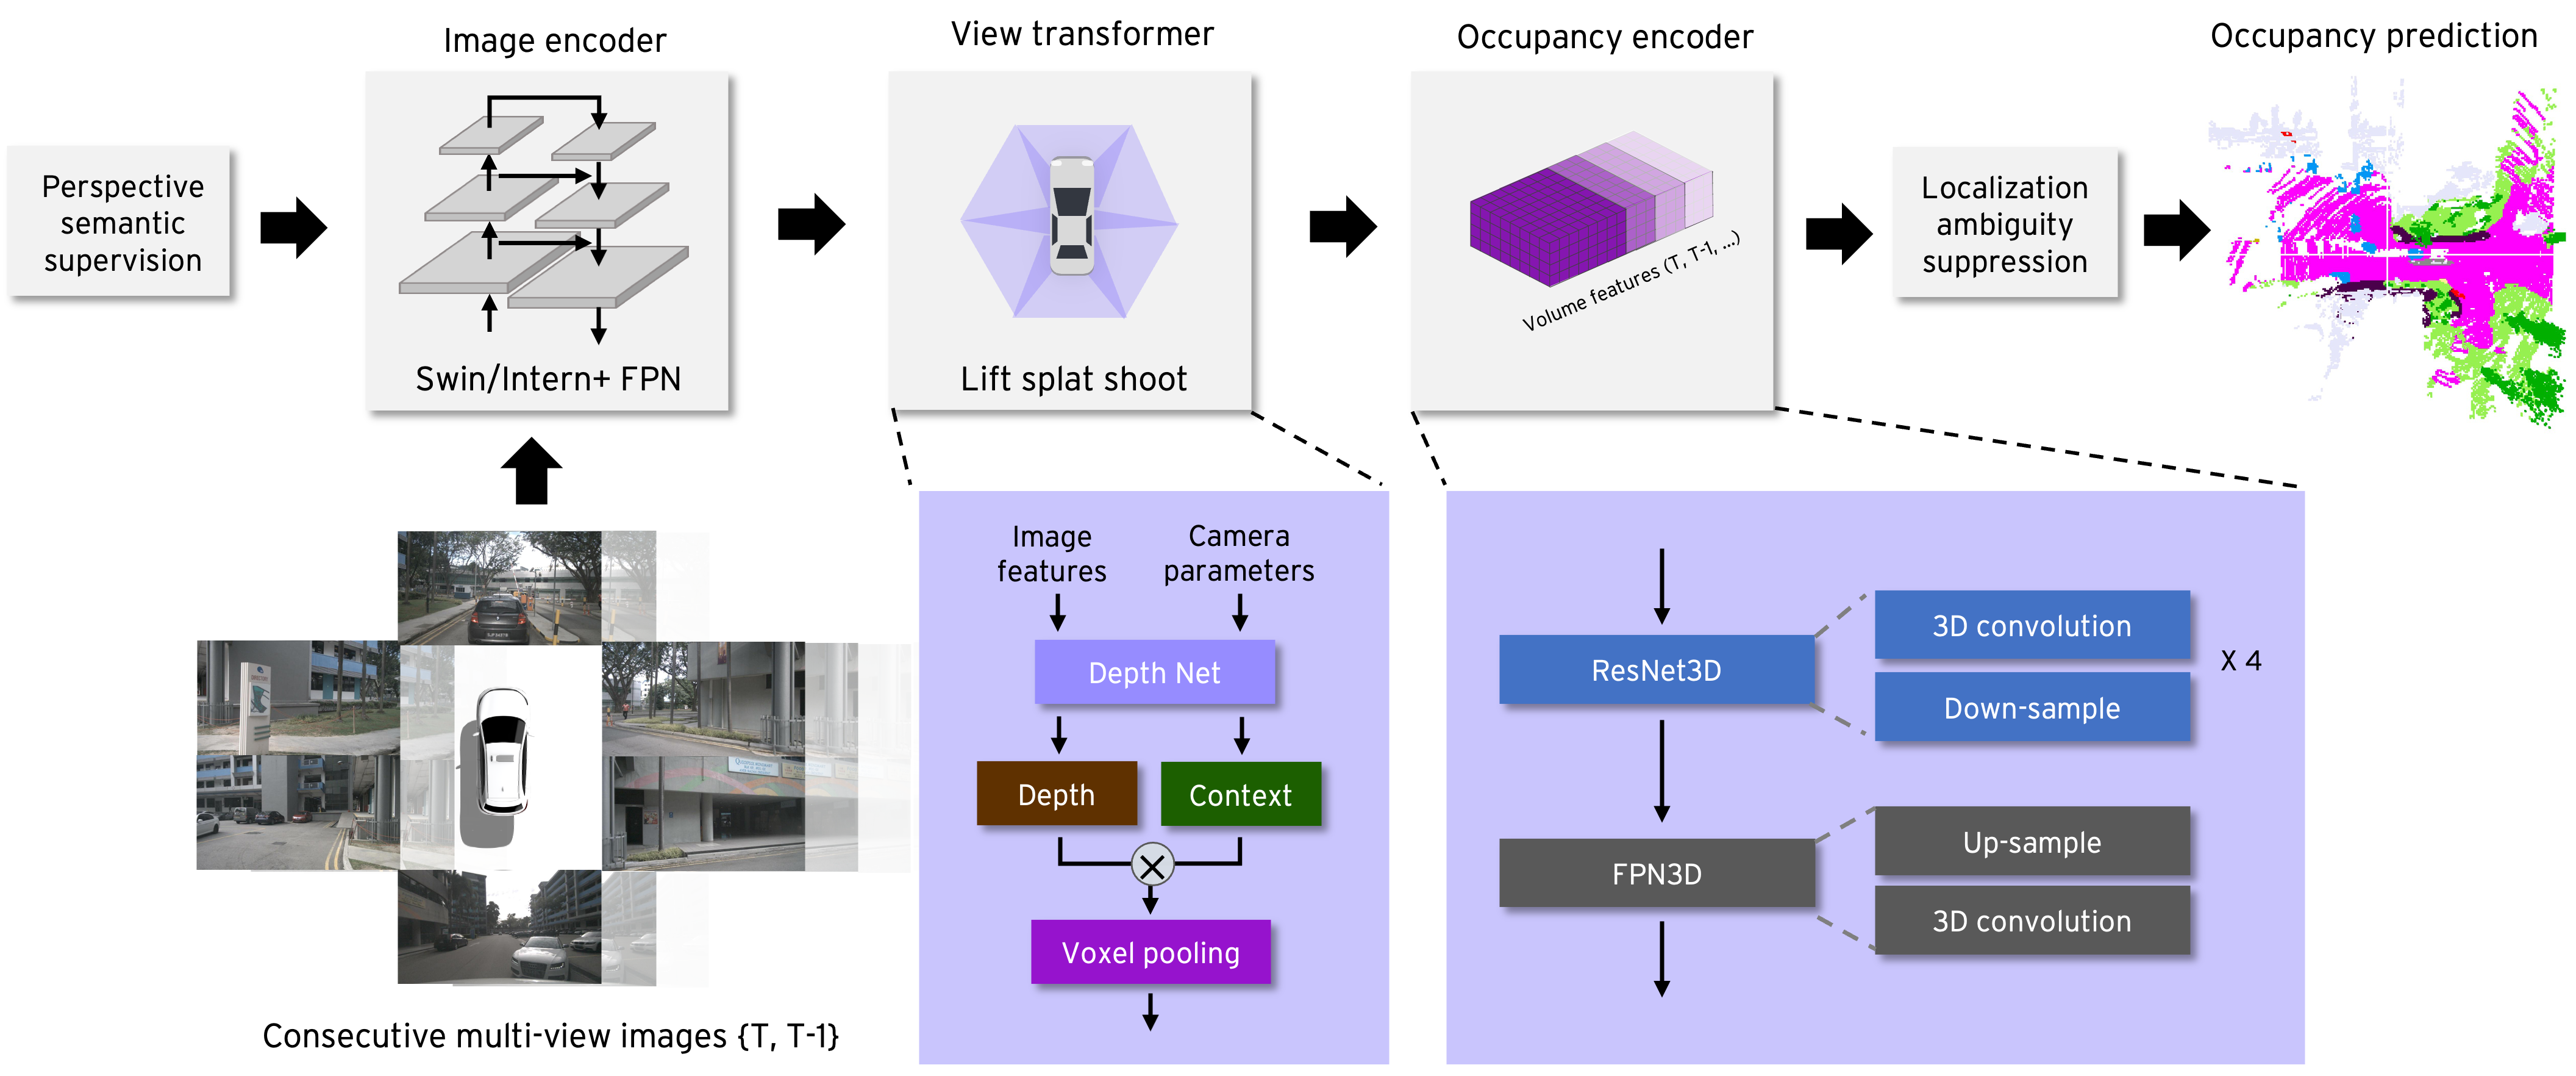 Image encoder
View transformer
Occupancy encoder
Occupancy prediction
Perspective
semantic
supervision
Swin/Intern+ FPN
Lift splat shoot
Volume features (T, T-1, ...)
Localization
ambiguity
suppression
Consecutive multi-view images {T, T-1}
Image
features
Camera
parameters
Depth Net
Depth
Context
Voxel pooling
ResNet3D
3D convolution
Down-sample
X 4
FPN3D
Up-sample
3D convolution